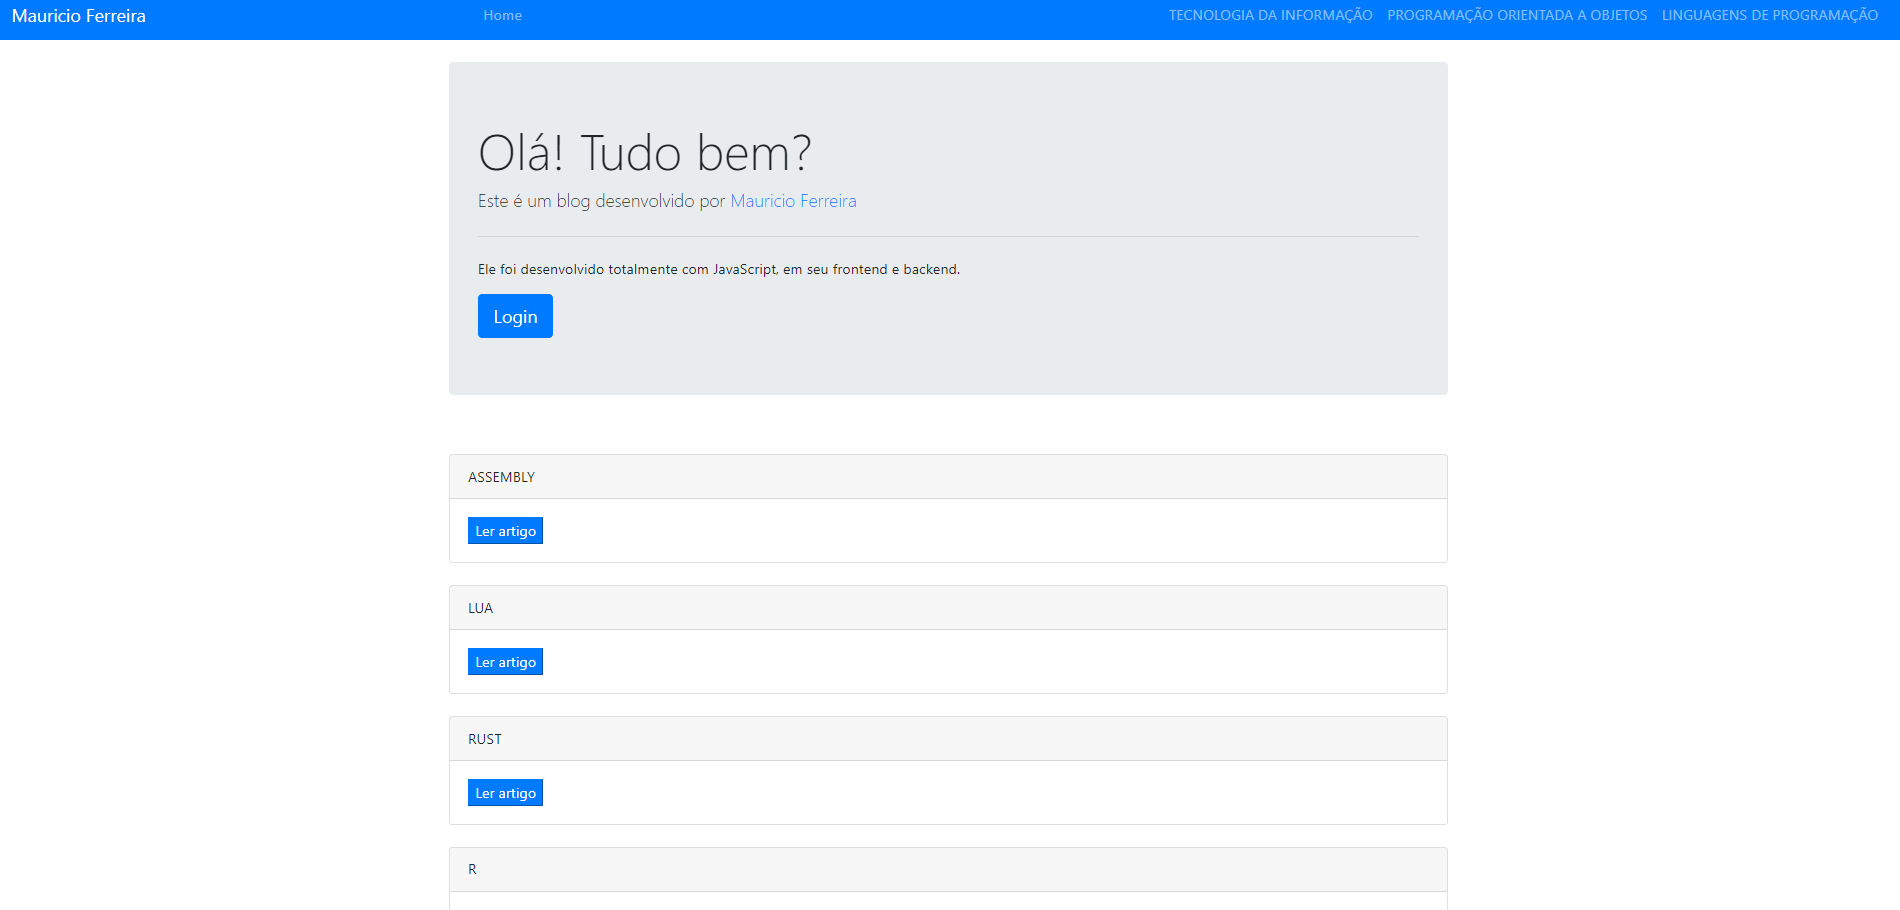 Mauricio Ferreira Home TECNOLOGIA DA INFORMAÇÃO PROGRAMAÇÃO ORIENTADA A OBJETOS LINGUAGENS DE PROGRAMAÇÃO
Olá! Tudo bem?
Este é um blog desenvolvido por Mauricio Ferreira
Ele foi desenvolvido totalmente com JavaScript, em seu frontend e backend.
Login
ASSEMBLY
Ler artigo
LUA
Ler artigo
RUST
Ler artigo
R